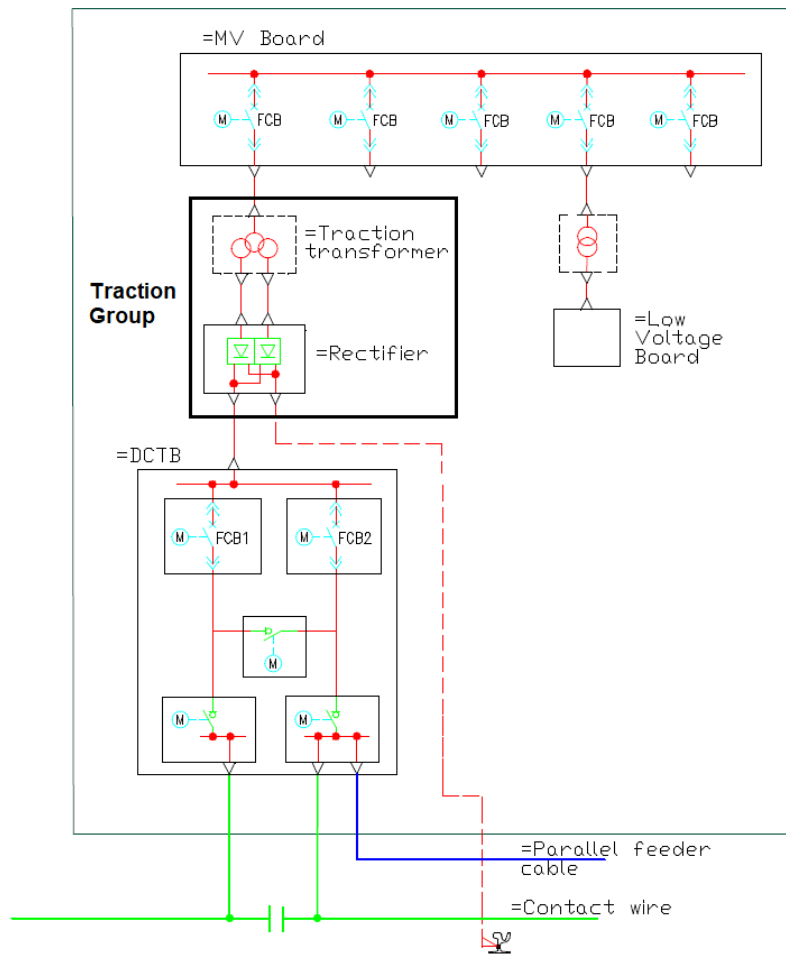 =MV Board
M FCB M FCB M FCB M FCB M FCB
=Traction
transformer
Traction
Group
=Rectifier
=Low
Voltage
Board
=DCTB
M FCB1 M FCB2
M
M M
=Parallel feeder
cable
=Contact wire